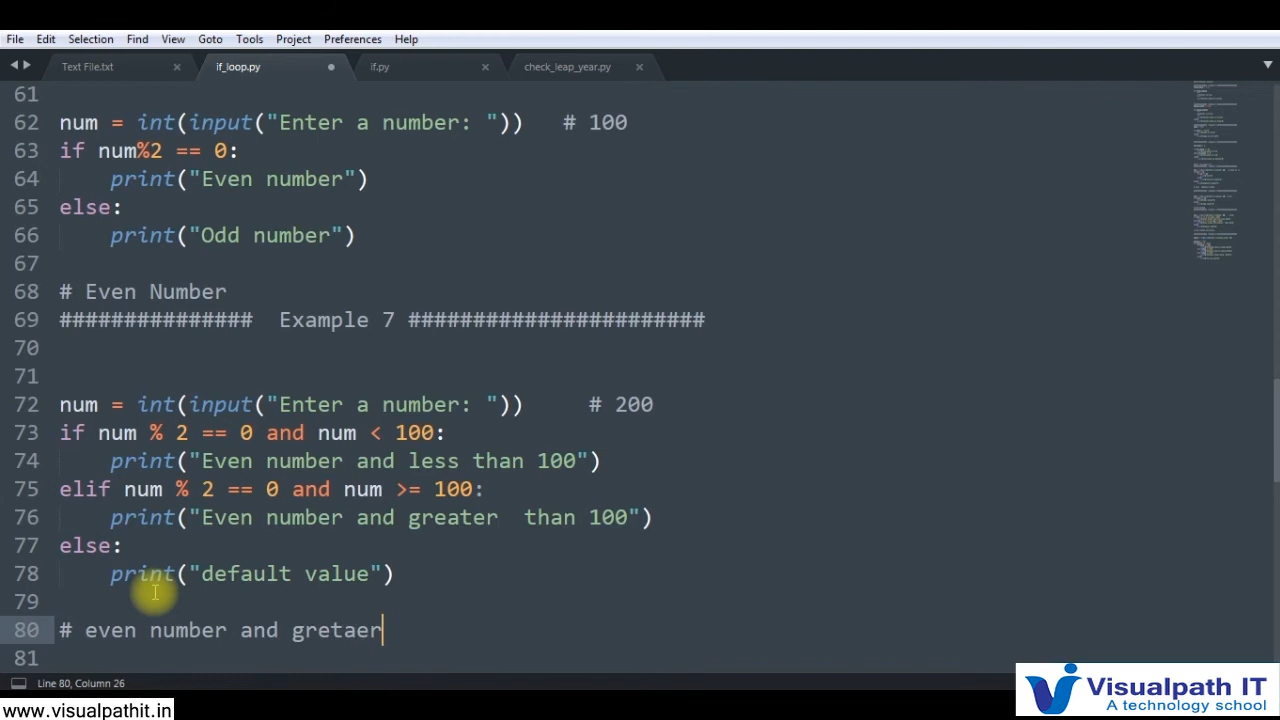 File Edit Selection Find View Goto Tools Project Preferences Help
Text File.txt if_loop.py if.py check_leap_year.py
61
62 num = int(input("Enter a number: ")) # 100
63 if num%2 == 0:
64 print("Even number")
65 else:
66 print("Odd number")
67
68 # Even Number
69 ############### Example 7 #######################
70
71
72 num = int(input("Enter a number: ")) # 200
73 if num % 2 == 0 and num < 100:
74 print("Even number and less than 100")
75 elif num % 2 == 0 and num >= 100:
76 print("Even number and greater  than 100")
77 else:
78 print("default value")
79
80 # even number and gretaer
81
Line 80, Column 26
Visualpath IT
A technology school
www.visualpathit.in